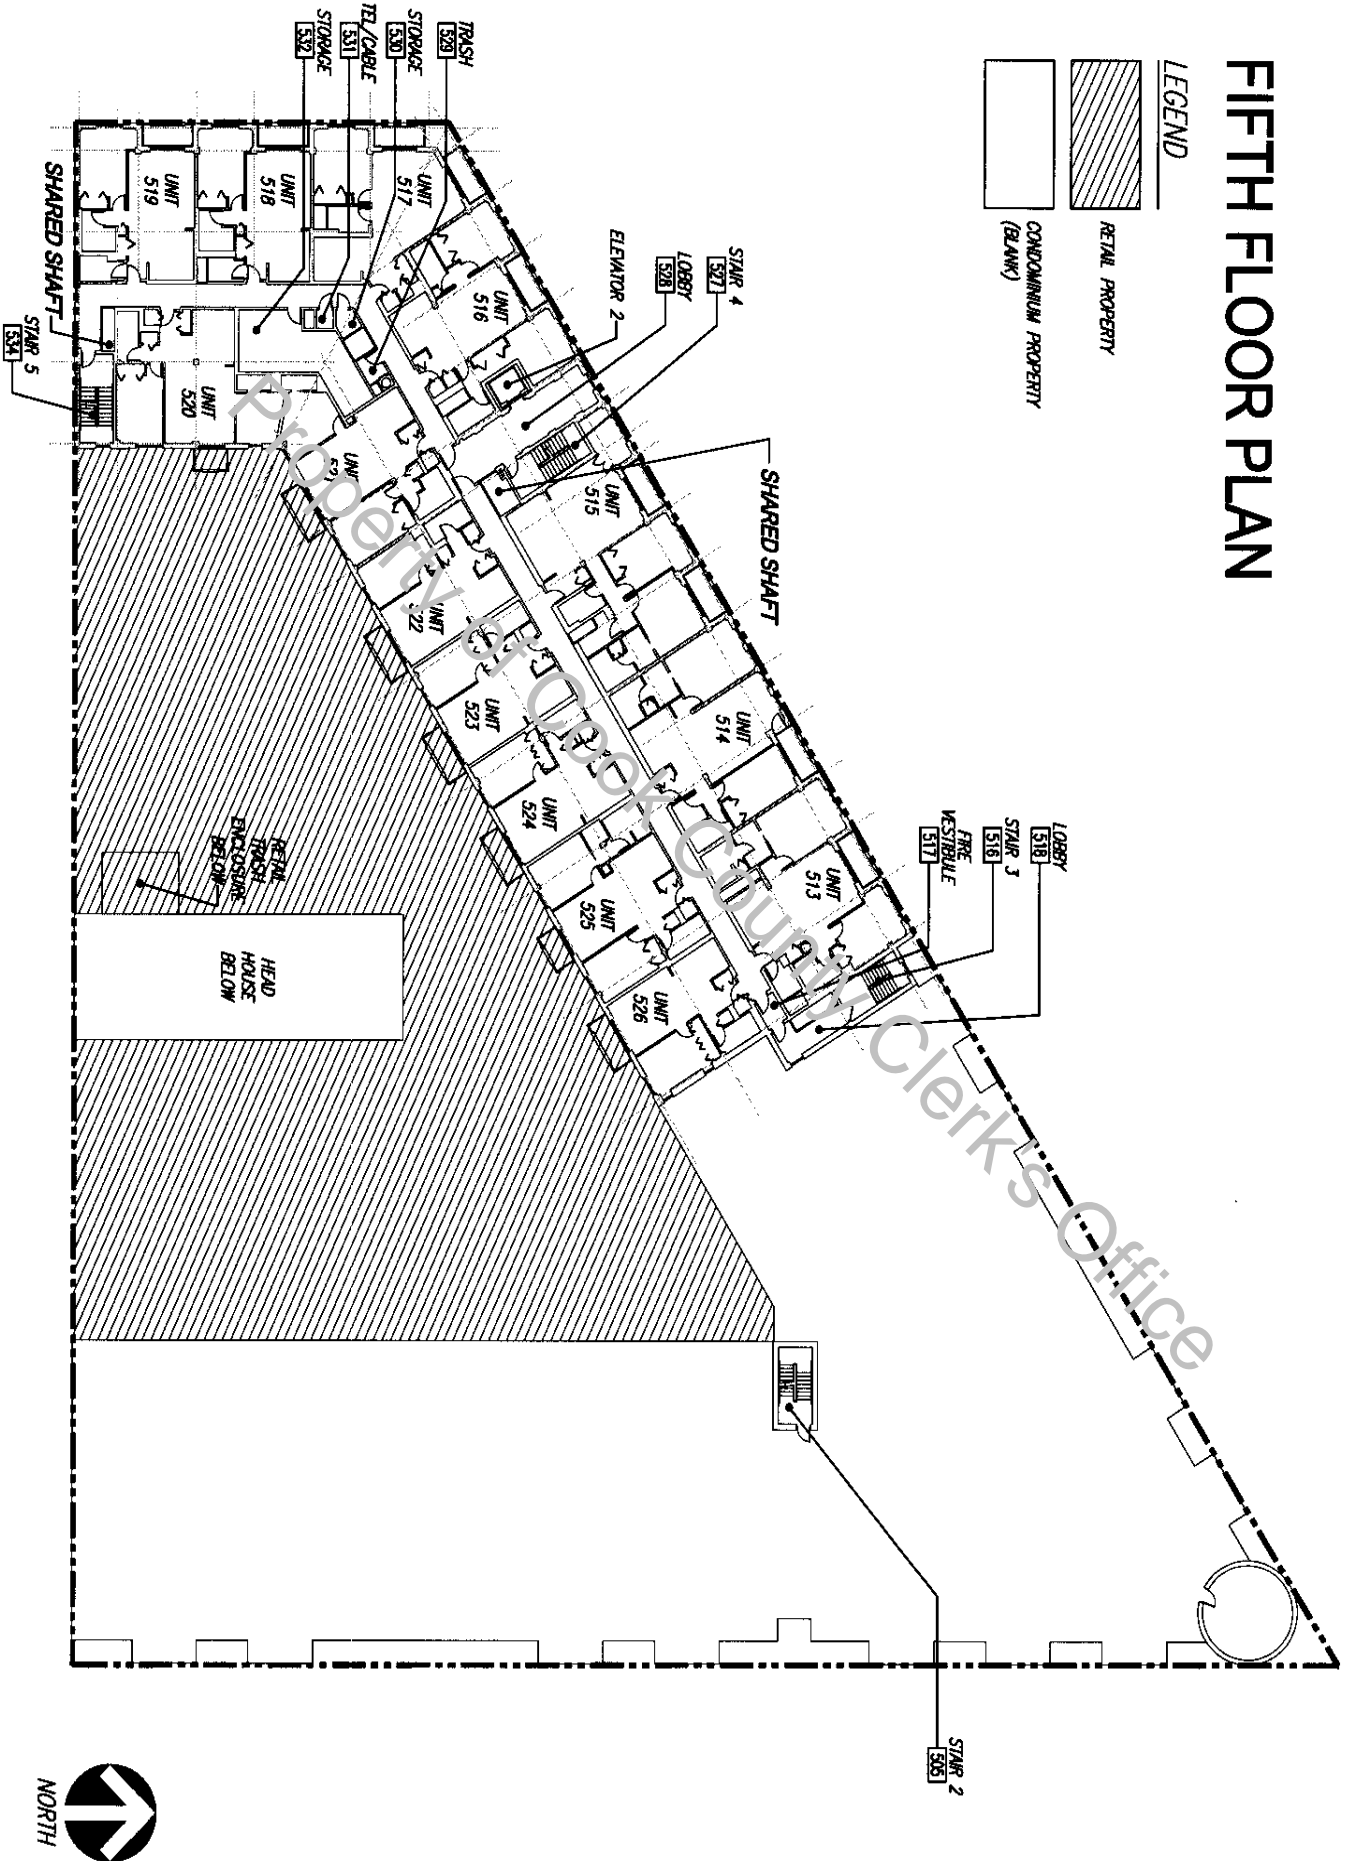 FIFTH FLOOR PLAN
LEGEND
RETAIL PROPERTY
CONDOMINIUM PROPERTY
(BLANK)
TRASH
529
STORAGE
530
TEL/CABLE
531
STORAGE
532
STAIR 4
527
LOBBY
528
ELEVATOR 2
SHARED SHAFT
LOBBY
518
STAIR 3
516
FIRE
VESTIBULE
517
UNIT
517
UNIT
518
UNIT
519
UNIT
516
UNIT
515
UNIT
514
UNIT
513
SHARED SHAFT
STAIR 5
534
UNIT
520
UNIT
521
UNIT
522
UNIT
523
UNIT
524
UNIT
525
UNIT
526
RETAIL
TRASH
ENCLOSURE
BELOW
HEAD
HOUSE
BELOW
STAIR 2
505
NORTH
Property of Cook County Clerk's Office